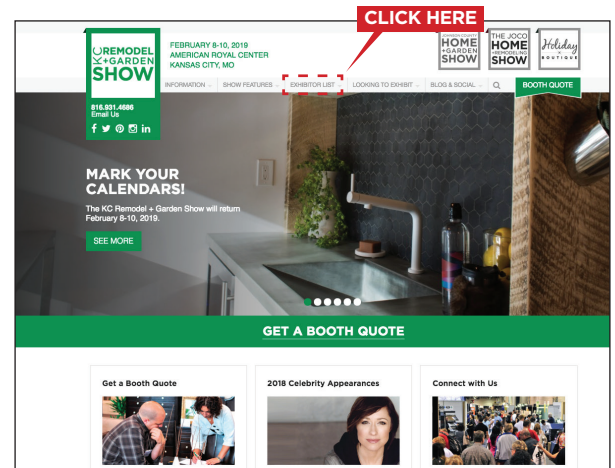 CLICK HERE
KC REMODEL
+GARDEN
SHOW
FEBRUARY 8-10, 2019
AMERICAN ROYAL CENTER
KANSAS CITY, MO
JOHNSON COUNTY
HOME
+GARDEN
SHOW
THE JOCO
HOME
+REMODELING
SHOW
Holiday
BOUTIQUE
INFORMATION
SHOW FEATURES
EXHIBITOR LIST
LOOKING TO EXHIBIT
BLOG & SOCIAL
BOOTH QUOTE
816.931.4686
Email Us
MARK YOUR
CALENDARS!
The KC Remodel + Garden Show will return
February 8-10, 2019.
SEE MORE
GET A BOOTH QUOTE
Get a Booth Quote
2018 Celebrity Appearances
Connect with Us